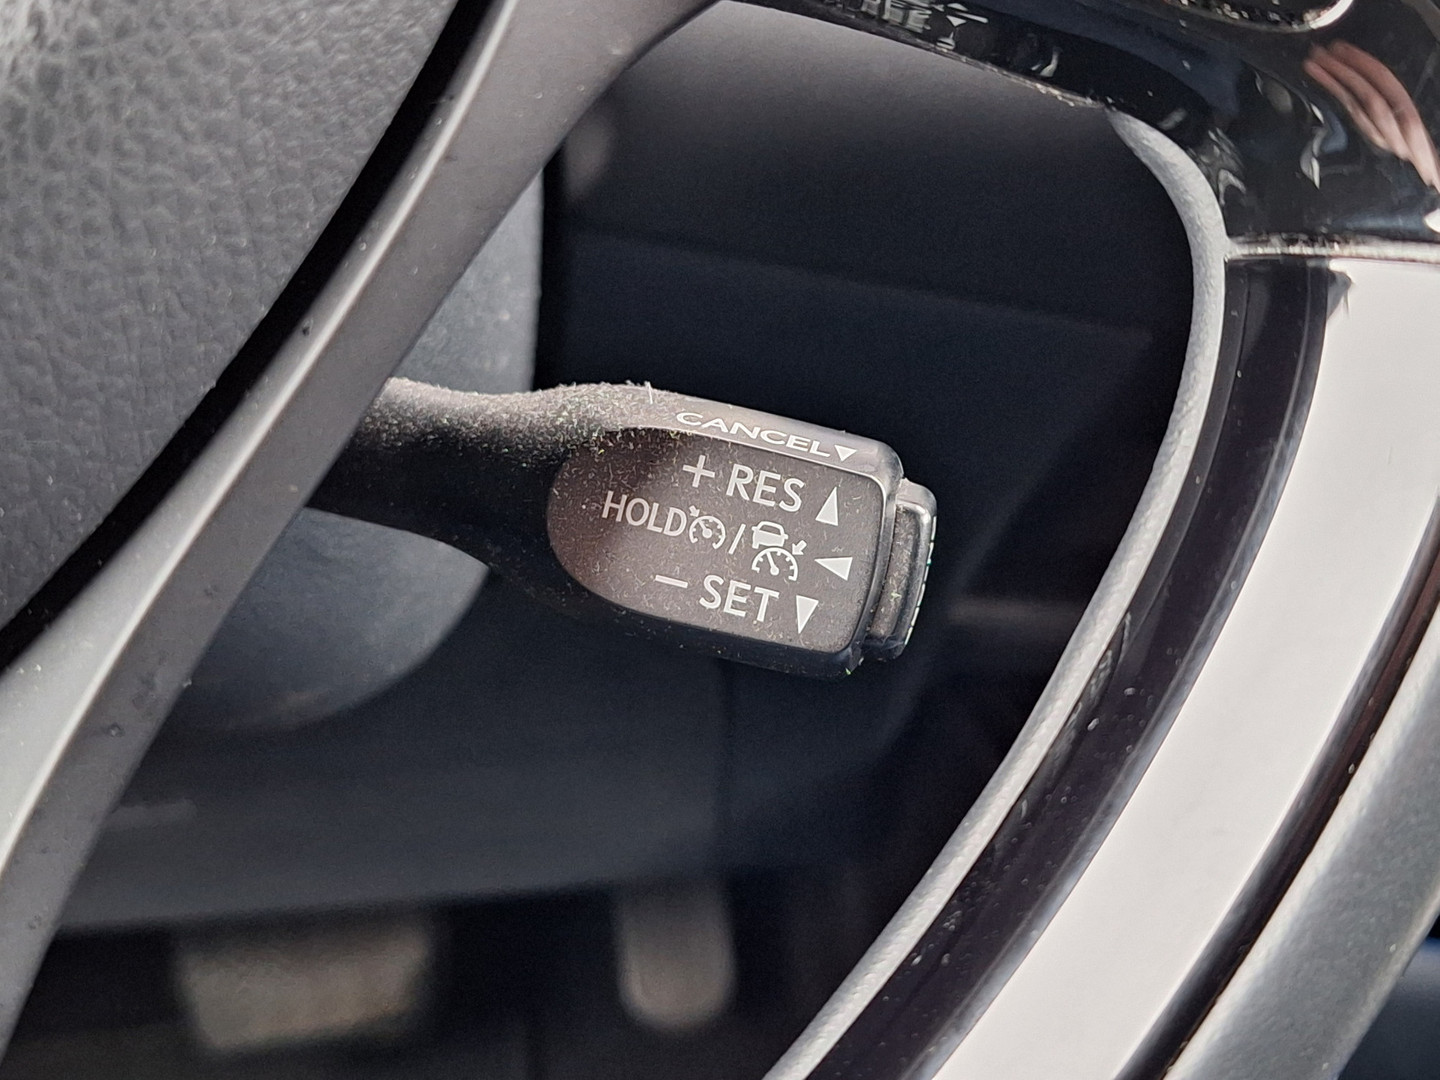 CANCEL▼
+ RES ▲
HOLD / ◀
− SET ▼